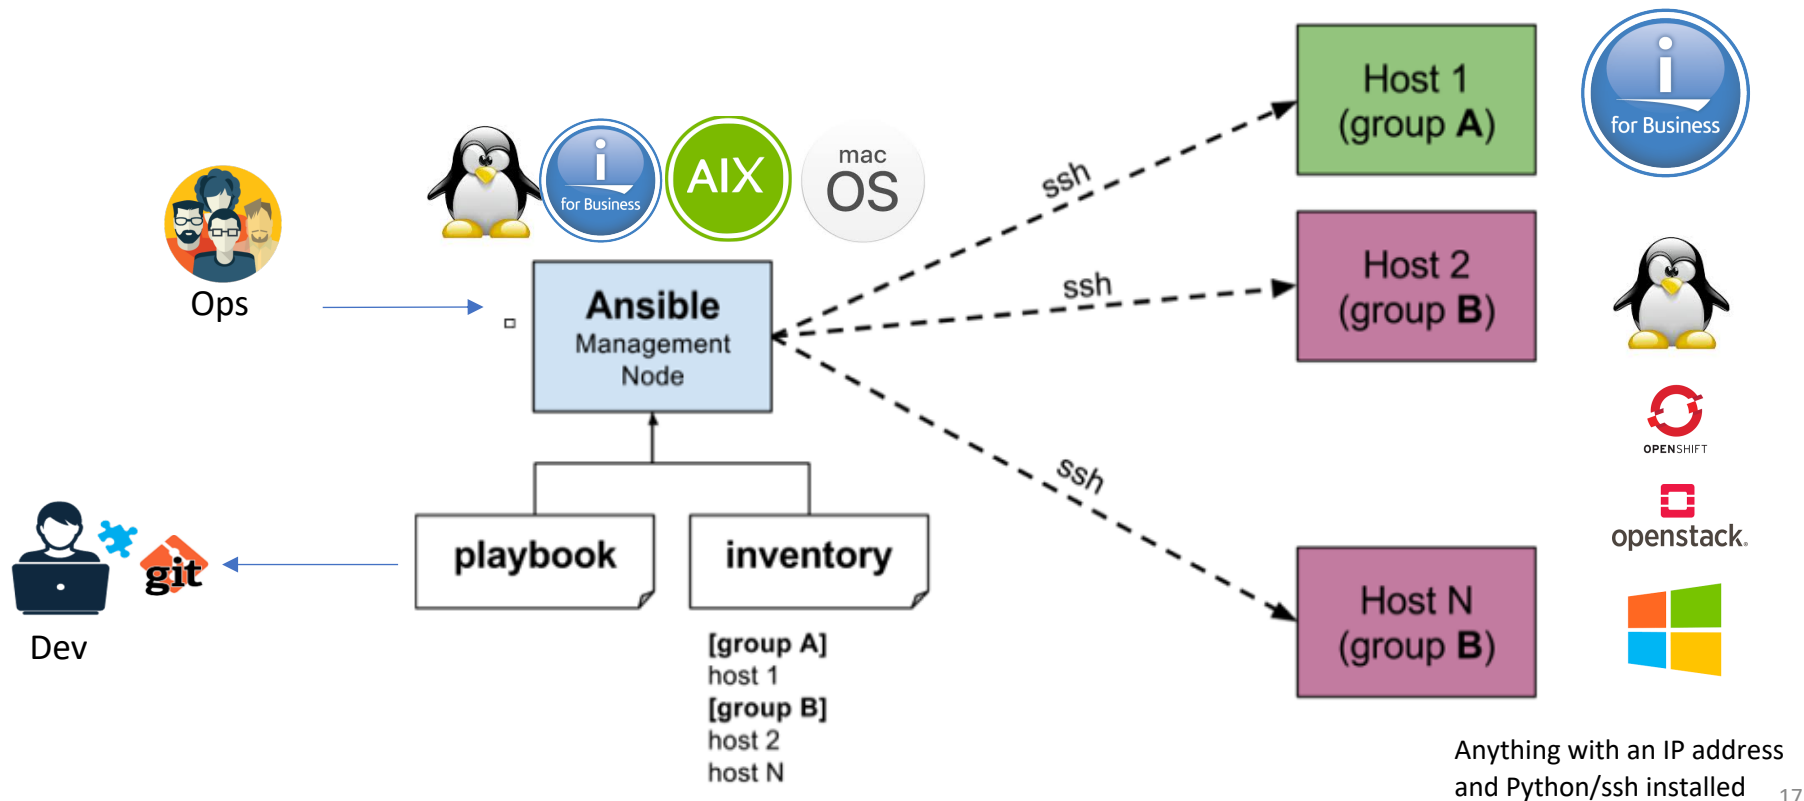 Ops
Dev
git
i
for Business
AIX
mac
OS
Ansible
Management
Node
playbook
inventory
[group A]
host 1
[group B]
host 2
host N
ssh
ssh
ssh
Host 1
(group A)
Host 2
(group B)
Host N
(group B)
i
for Business
OPENSHIFT
openstack.
Anything with an IP address
and Python/ssh installed
17